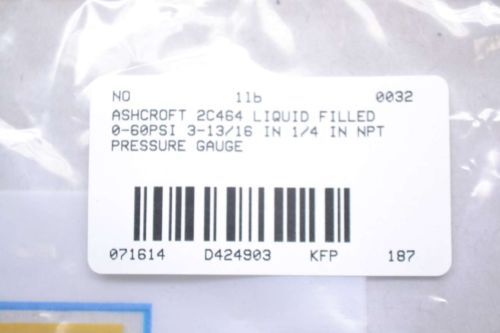 NO 11b 0032
ASHCROFT 2C464 LIQUID FILLED
0-60PSI 3-13/16 IN 1/4 IN NPT
PRESSURE GAUGE
071614 D424903 KFP 187